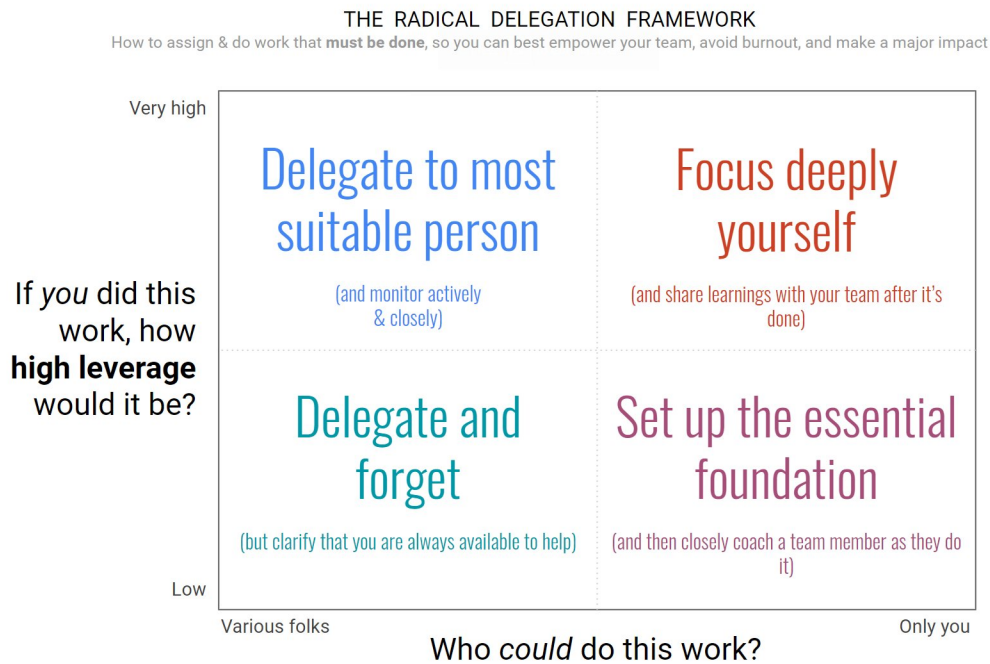 THE RADICAL DELEGATION FRAMEWORK
How to assign & do work that must be done, so you can best empower your team, avoid burnout, and make a major impact
Very high
Delegate to most
suitable person
(and monitor actively
& closely)
Focus deeply
yourself
(and share learnings with your team after it's
done)
If you did this
work, how
high leverage
would it be?
Delegate and
forget
(but clarify that you are always available to help)
Set up the essential
foundation
(and then closely coach a team member as they do
it)
Low
Various folks
Only you
Who could do this work?